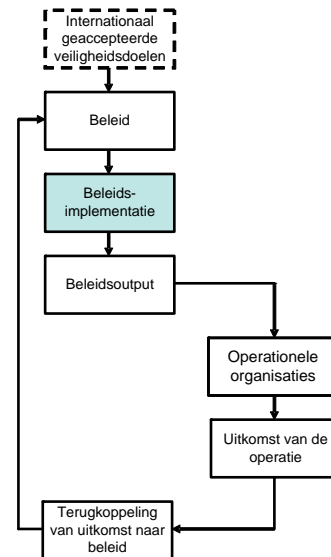 Internationaal
geaccepteerde
veiligheidsdoelen
Beleid
Beleids-
implementatie
Beleidsoutput
Operationele
organisaties
Uitkomst van de
operatie
Terugkoppeling
van uitkomst naar
beleid